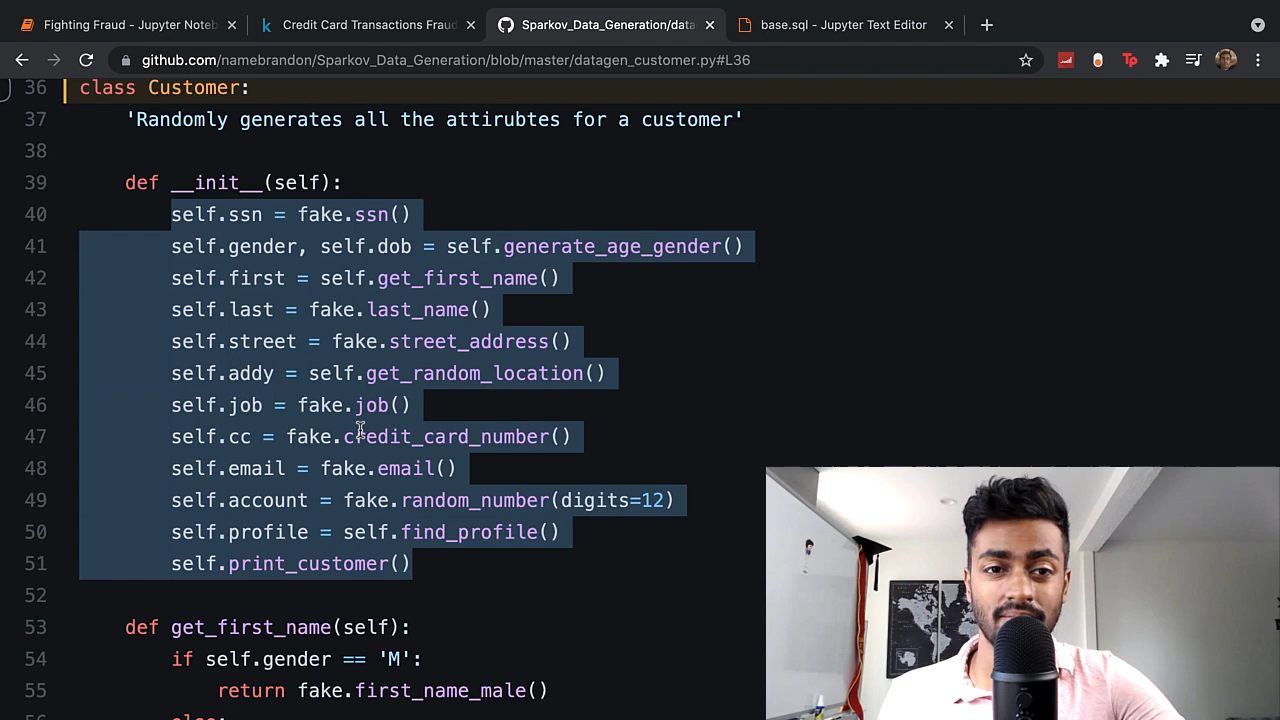 Fighting Fraud - Jupyter Noteb
Credit Card Transactions Fraud
Sparkov_Data_Generation/data
base.sql - Jupyter Text Editor
github.com/namebrandon/Sparkov_Data_Generation/blob/master/datagen_customer.py#L36
36 class Customer:
37 'Randomly generates all the attirubtes for a customer'
38
39 def __init__(self):
40 self.ssn = fake.ssn()
41 self.gender, self.dob = self.generate_age_gender()
42 self.first = self.get_first_name()
43 self.last = fake.last_name()
44 self.street = fake.street_address()
45 self.addy = self.get_random_location()
46 self.job = fake.job()
47 self.cc = fake.credit_card_number()
48 self.email = fake.email()
49 self.account = fake.random_number(digits=12)
50 self.profile = self.find_profile()
51 self.print_customer()
52
53 def get_first_name(self):
54 if self.gender == 'M':
55 return fake.first_name_male()
56 else: